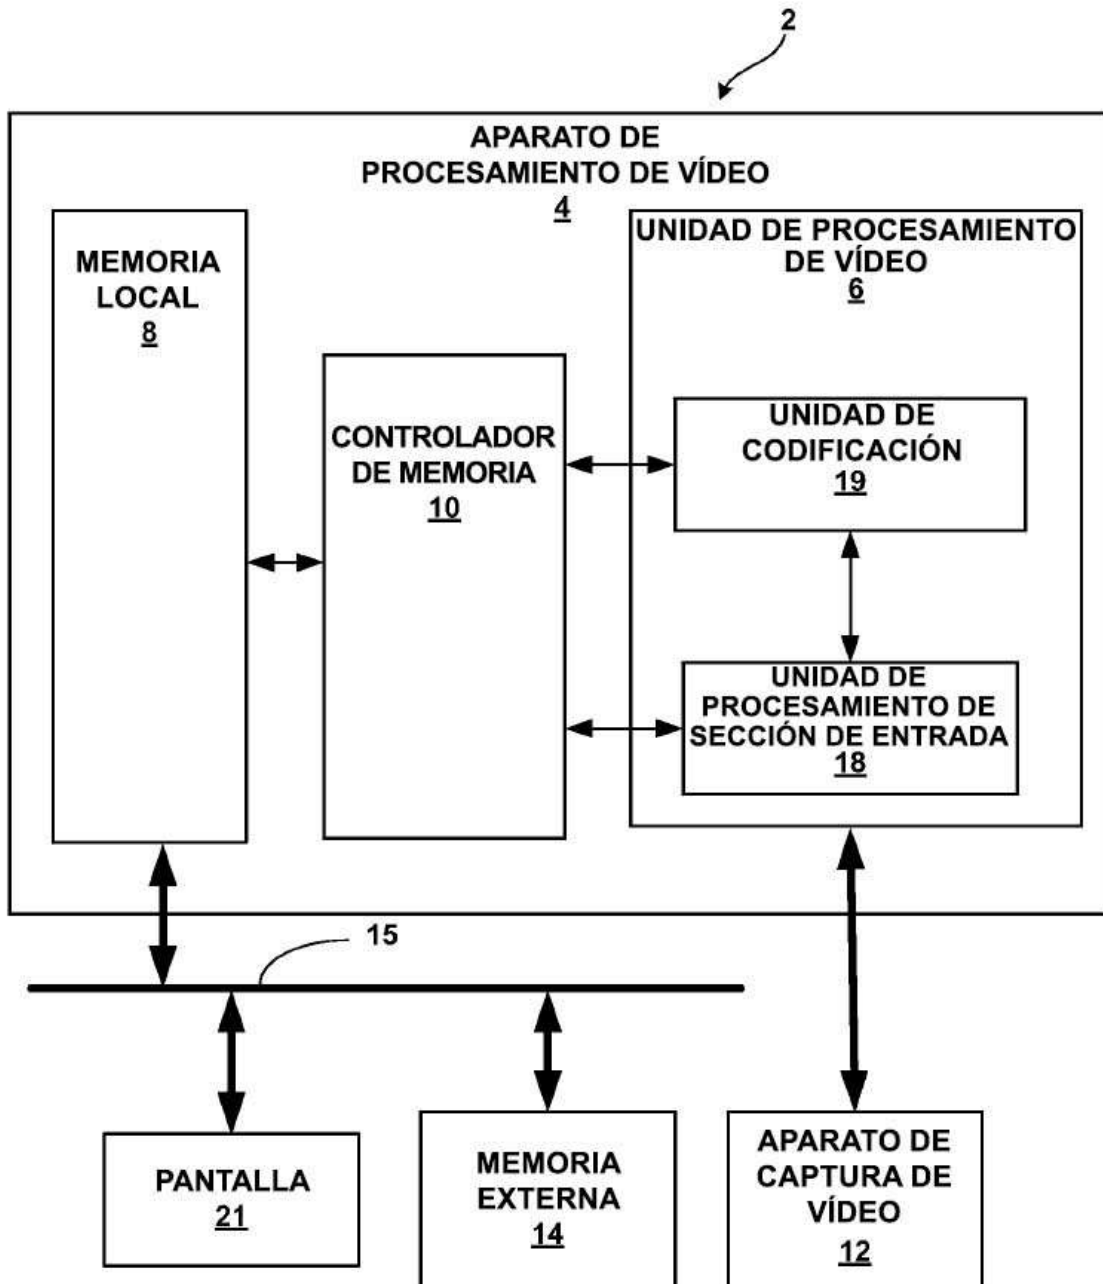 2
APARATO DE
PROCESAMIENTO DE VÍDEO
4
MEMORIA
LOCAL
8
UNIDAD DE PROCESAMIENTO
DE VÍDEO
6
CONTROLADOR
DE MEMORIA
10
UNIDAD DE
CODIFICACIÓN
19
UNIDAD DE
PROCESAMIENTO DE
SECCIÓN DE ENTRADA
18
15
PANTALLA
21
MEMORIA
EXTERNA
14
APARATO DE
CAPTURA DE
VÍDEO
12